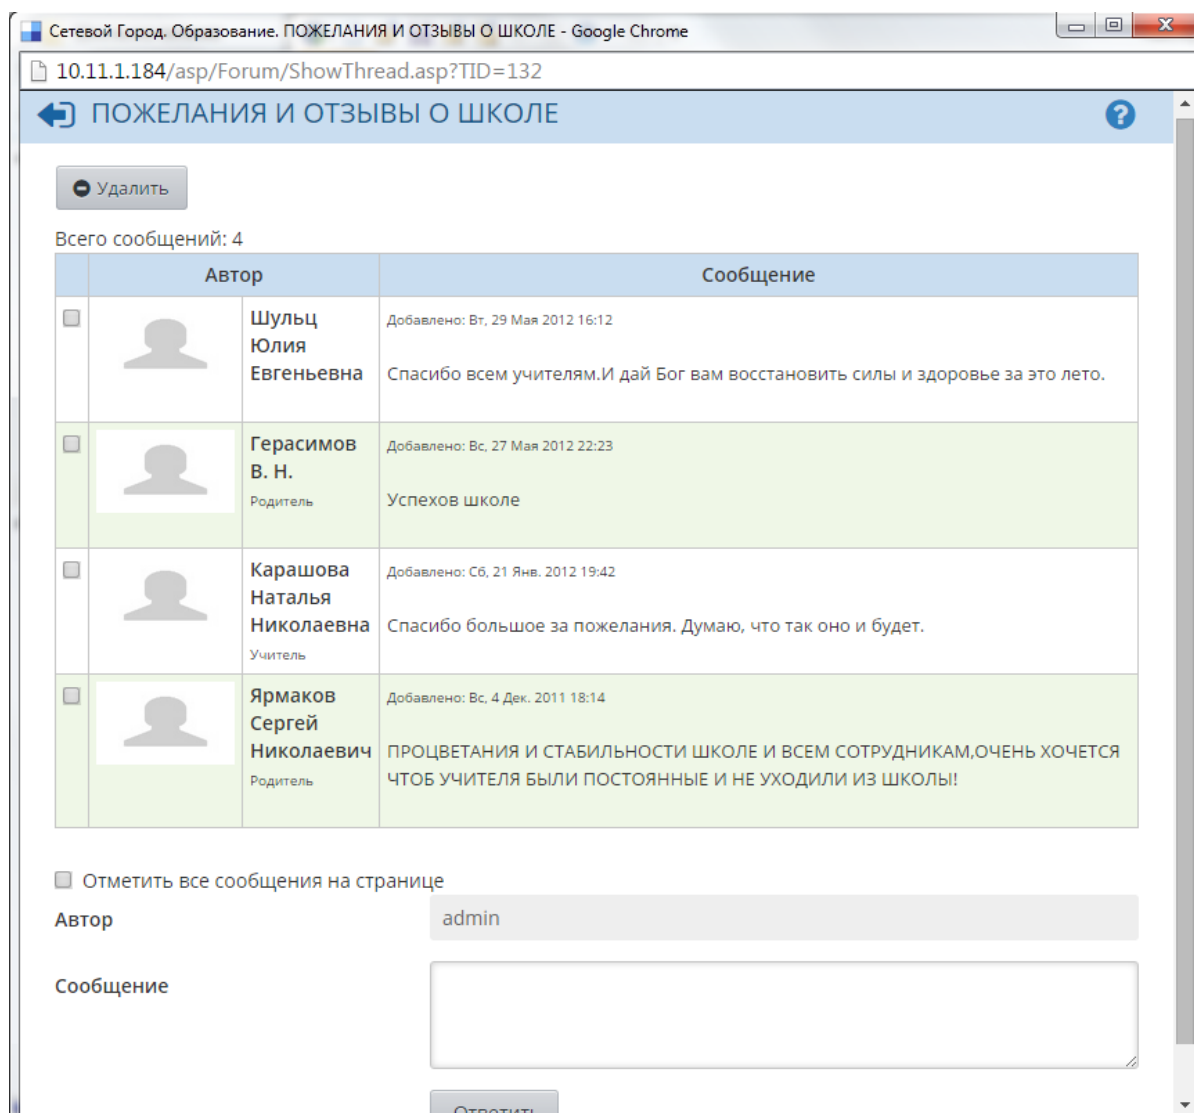 Сетевой Город. Образование. ПОЖЕЛАНИЯ И ОТЗЫВЫ О ШКОЛЕ - Google Chrome
10.11.1.184/asp/Forum/ShowThread.asp?TID=132
ПОЖЕЛАНИЯ И ОТЗЫВЫ О ШКОЛЕ
Удалить
Всего сообщений: 4
Автор
Сообщение
Шульц
Юлия
Евгеньевна
Добавлено: Вт, 29 Мая 2012 16:12
Спасибо всем учителям.И дай Бог вам восстановить силы и здоровье за это лето.
Герасимов
В. Н.
Родитель
Добавлено: Вс, 27 Мая 2012 22:23
Успехов школе
Карашова
Наталья
Николаевна
Учитель
Добавлено: Сб, 21 Янв. 2012 19:42
Спасибо большое за пожелания. Думаю, что так оно и будет.
Ярмаков
Сергей
Николаевич
Родитель
Добавлено: Вс, 4 Дек. 2011 18:14
ПРОЦВЕТАНИЯ И СТАБИЛЬНОСТИ ШКОЛЕ И ВСЕМ СОТРУДНИКАМ,ОЧЕНЬ ХОЧЕТСЯ
ЧТОБ УЧИТЕЛЯ БЫЛИ ПОСТОЯННЫЕ И НЕ УХОДИЛИ ИЗ ШКОЛЫ!
Отметить все сообщения на странице
Автор
admin
Сообщение
Ответить